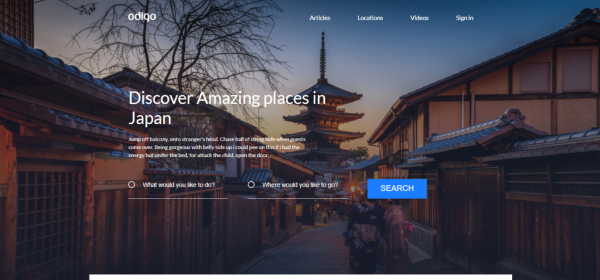 odiqo
Articles
Locations
Videos
Sign in
Discover Amazing places in
Japan
Jump off balcony, onto stranger's head. Chase ball of string hide when guests
come over. Being gorgeous with belly side up i could pee on this if i had the
energy but under the bed, for attack the child, open the door,
What would you like to do?
Where would you like to go?
SEARCH